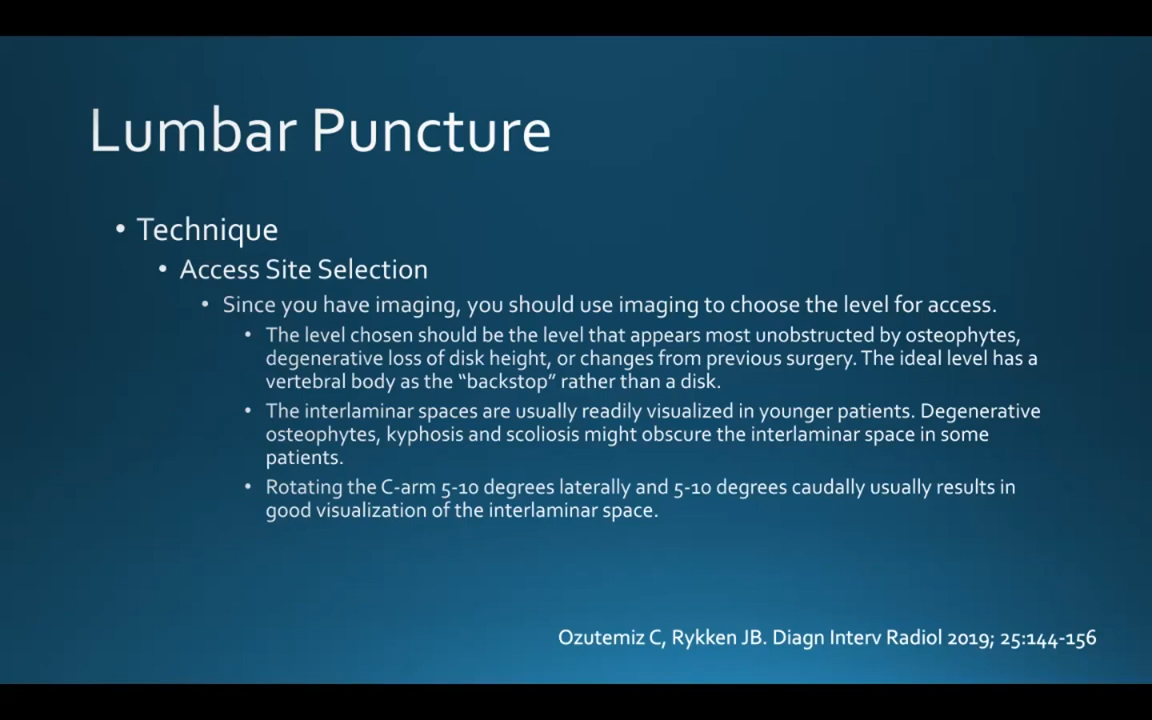 Lumbar Puncture
• Technique
• Access Site Selection
• Since you have imaging, you should use imaging to choose the level for access.
• The level chosen should be the level that appears most unobstructed by osteophytes,
degenerative loss of disk height, or changes from previous surgery. The ideal level has a
vertebral body as the “backstop” rather than a disk.
• The interlaminar spaces are usually readily visualized in younger patients. Degenerative
osteophytes, kyphosis and scoliosis might obscure the interlaminar space in some
patients.
• Rotating the C-arm 5-10 degrees laterally and 5-10 degrees caudally usually results in
good visualization of the interlaminar space.
Ozutemiz C, Rykken JB. Diagn Interv Radiol 2019; 25:144-156